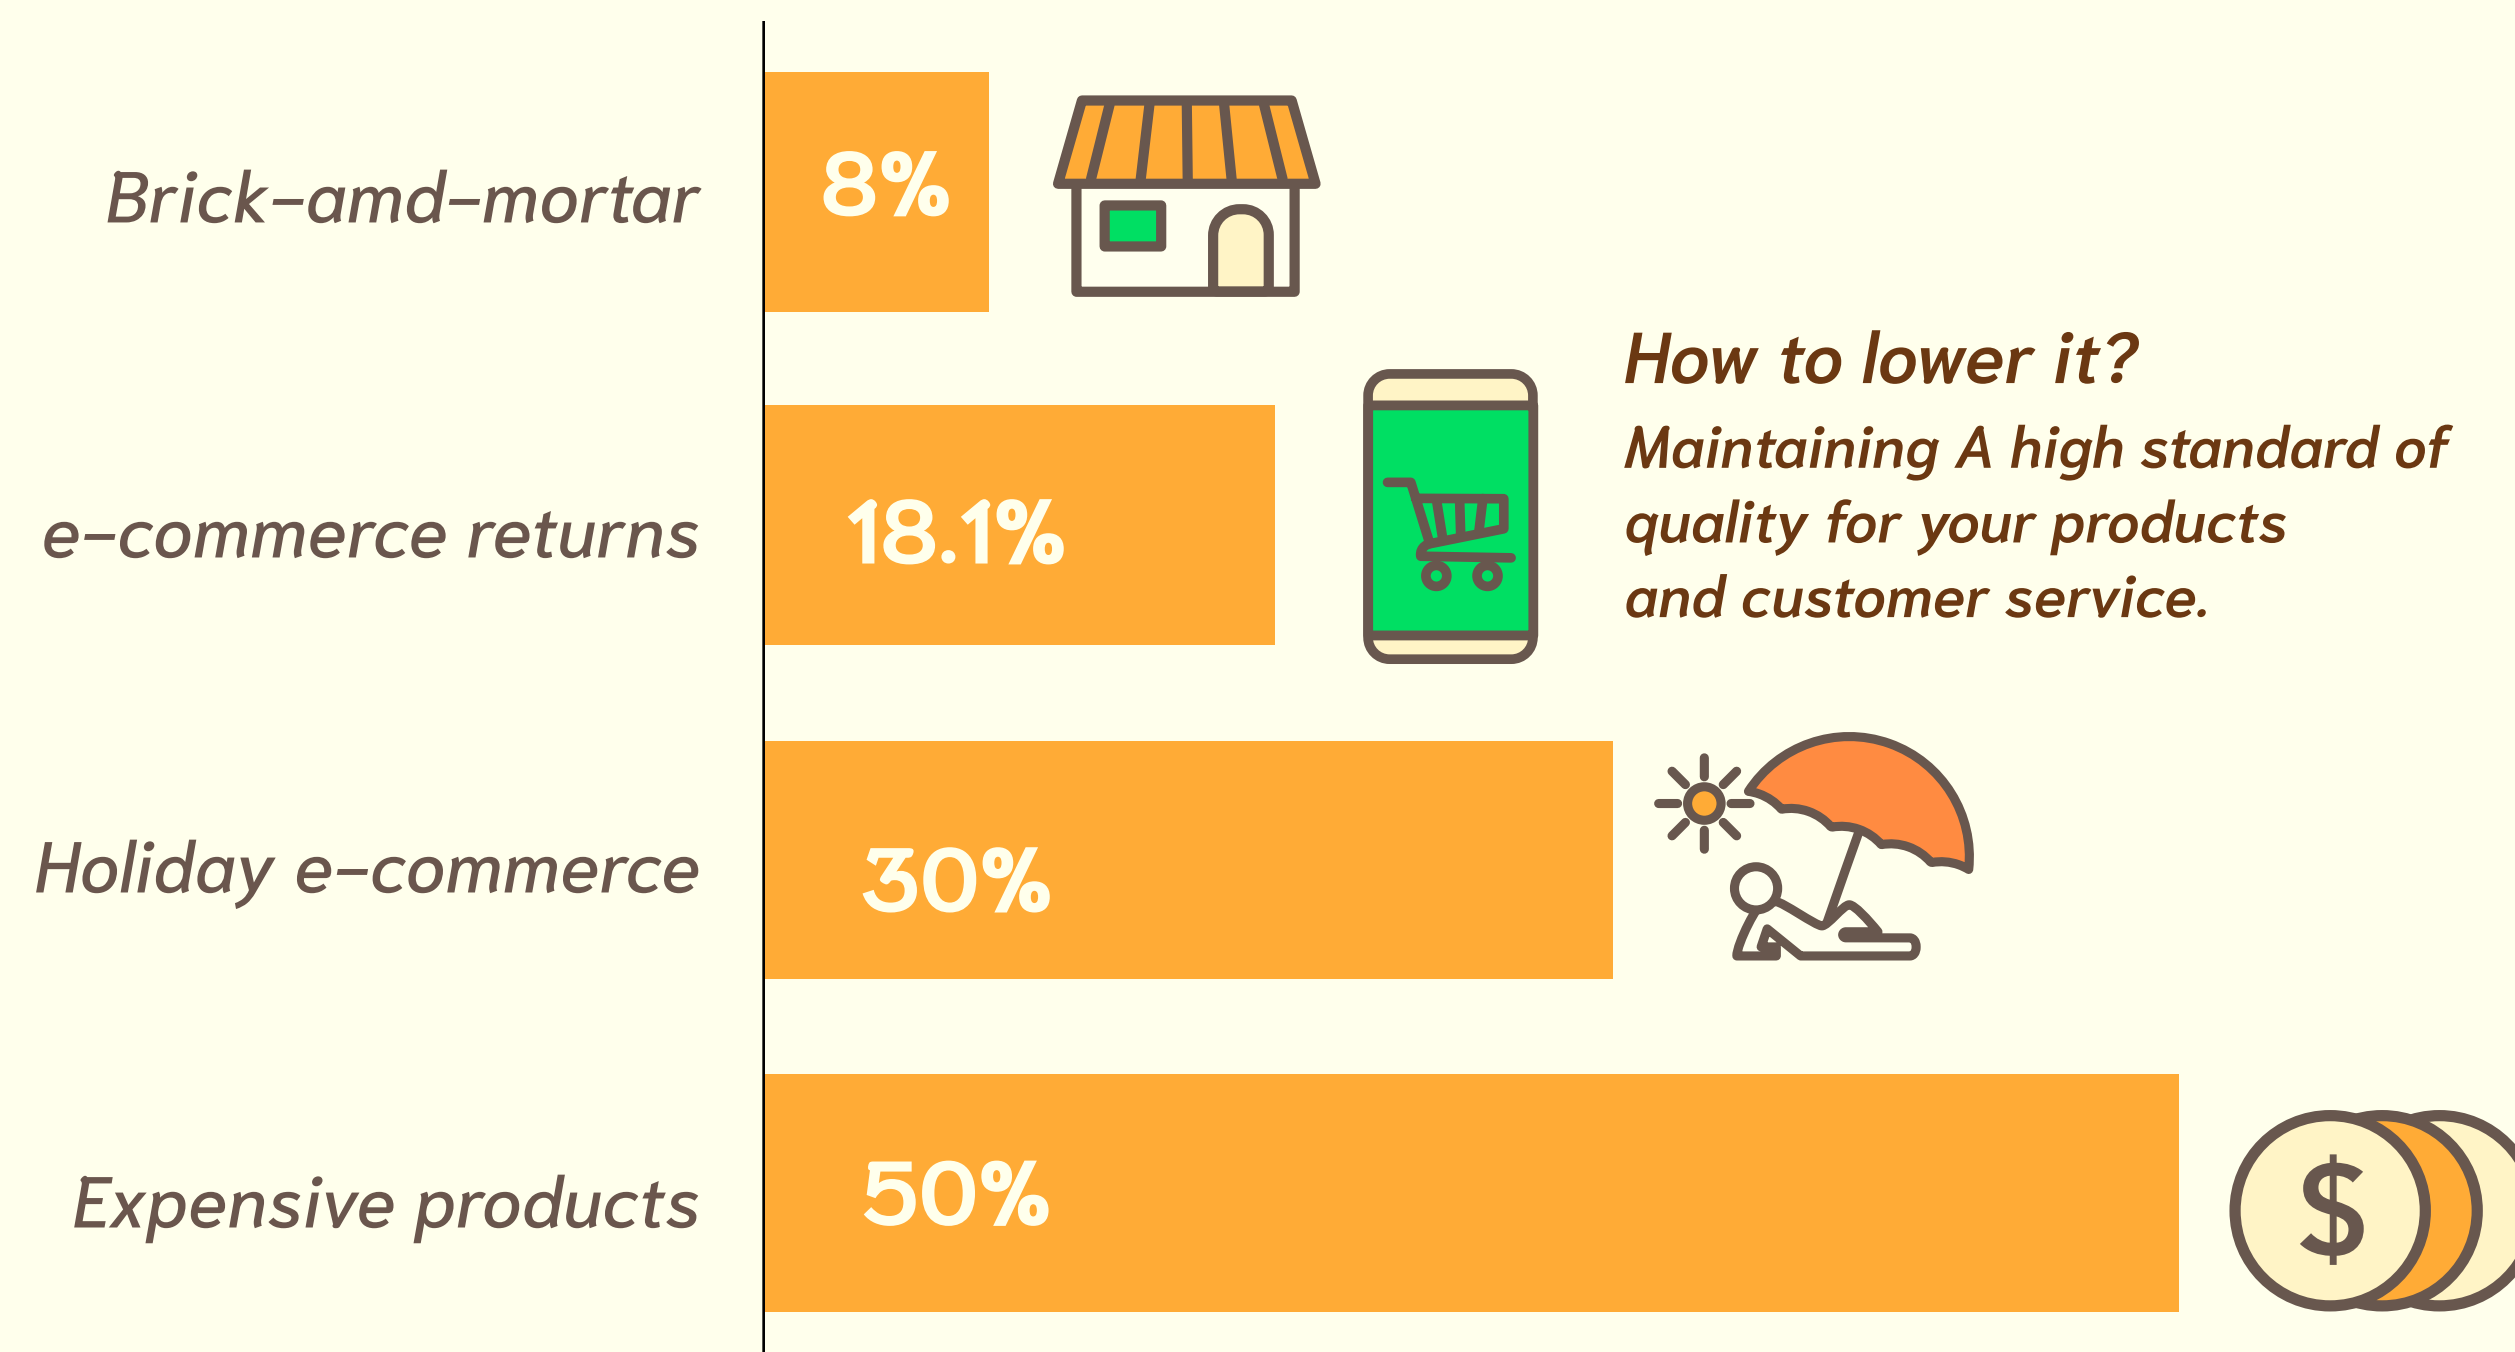 Brick-amd-mortar
8%
How to lower it?
Maintaining A high standard of
quality for your products
and customer service.
e-commerce returns
18.1%
Holiday e-commerce
30%
Expensive products
50%
$